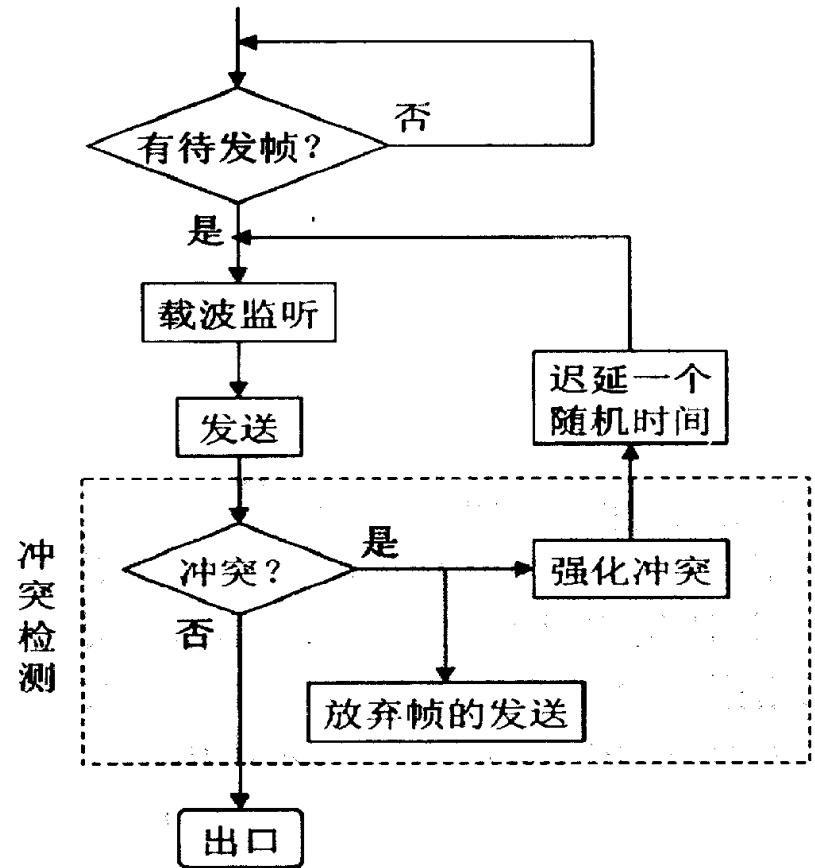 有待发帧？
否
是
载波监听
迟延一个
随机时间
发送
冲突？
是
强化冲突
否
放弃帧的发送
冲突检测
出口